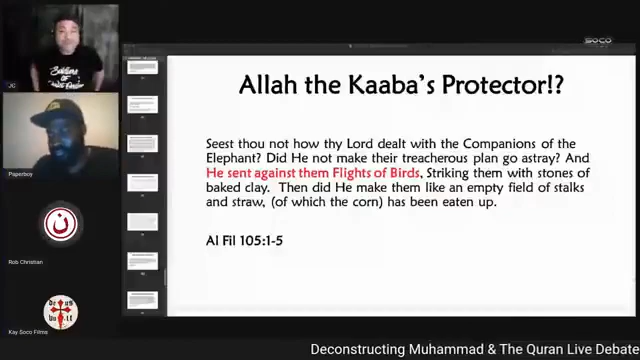 JC
Paperboy
Rob Christian
Kay Soco Films
SOCO
Allah the Kaaba's Protector!?
Seest thou not how thy Lord dealt with the Companions of the
Elephant? Did He not make their treacherous plan go astray? And
He sent against them Flights of Birds, Striking them with stones of
baked clay. Then did He make them like an empty field of stalks
and straw, (of which the corn) has been eaten up.
Al Fil 105:1-5
Deconstructing Muhammad & The Quran Live Debate